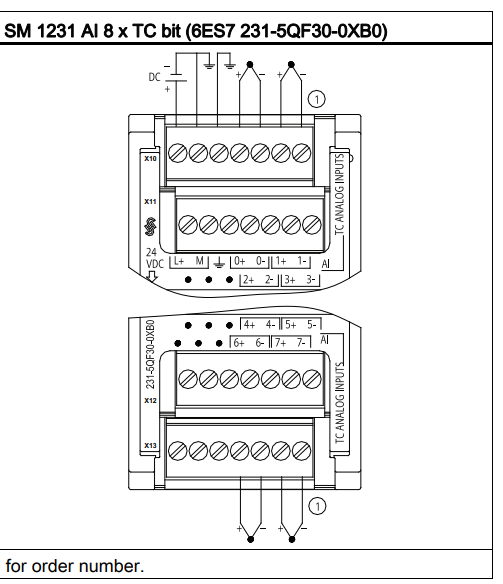 SM 1231 AI 8 x TC bit (6ES7 231-5QF30-0XB0)
−
DC
+
+ − + −
1
X10
TC ANALOG INPUTS
X11
24
VDC
L+ M 0+ 0- 1+ 1- AI
2+ 2- 3+ 3-
4+ 4- 5+ 5-
6+ 6- 7+ 7- AI
231-5QF30-0XB0
X12
TC ANALOG INPUTS
X13
1
+ − + −
for order number.